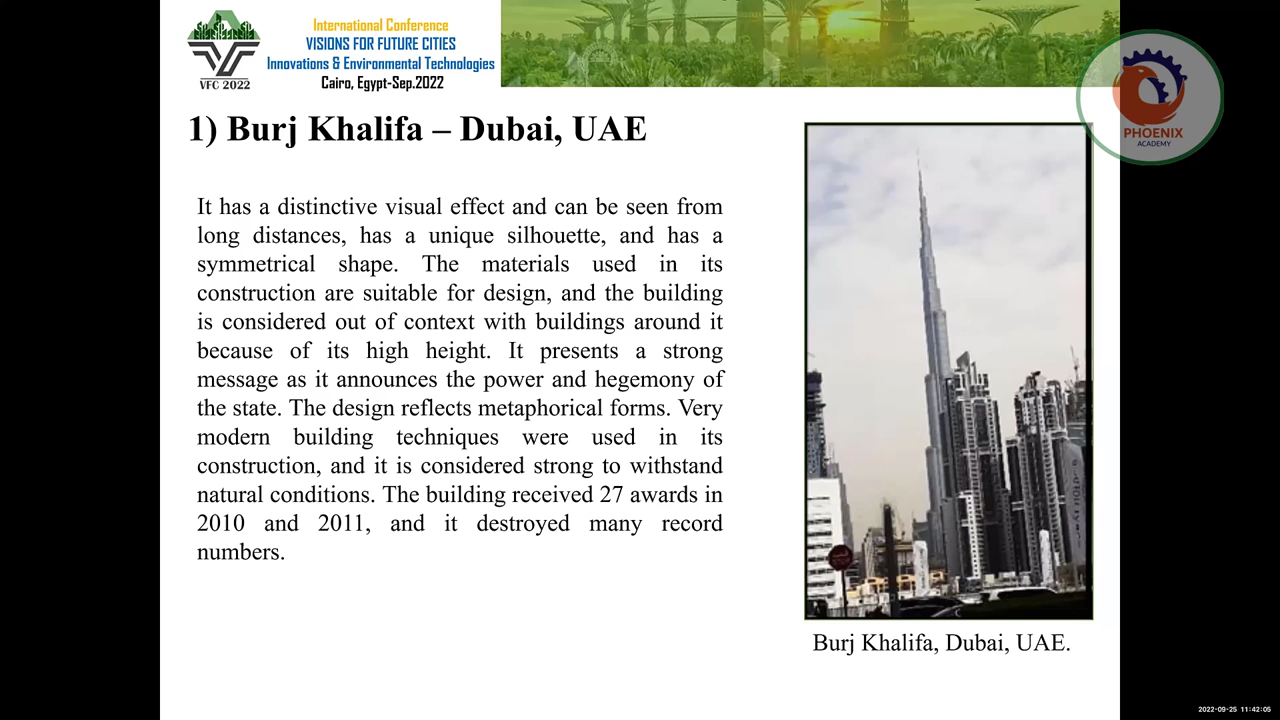 International Conference
VISIONS FOR FUTURE CITIES
Innovations & Environmental Technologies
Cairo, Egypt-Sep.2022
VFC 2022
PHOENIX
ACADEMY
1) Burj Khalifa – Dubai, UAE
It has a distinctive visual effect and can be seen from
long distances, has a unique silhouette, and has a
symmetrical shape. The materials used in its
construction are suitable for design, and the building
is considered out of context with buildings around it
because of its high height. It presents a strong
message as it announces the power and hegemony of
the state. The design reflects metaphorical forms. Very
modern building techniques were used in its
construction, and it is considered strong to withstand
natural conditions. The building received 27 awards in
2010 and 2011, and it destroyed many record
numbers.
Burj Khalifa, Dubai, UAE.
2022-09-25 11:42:05